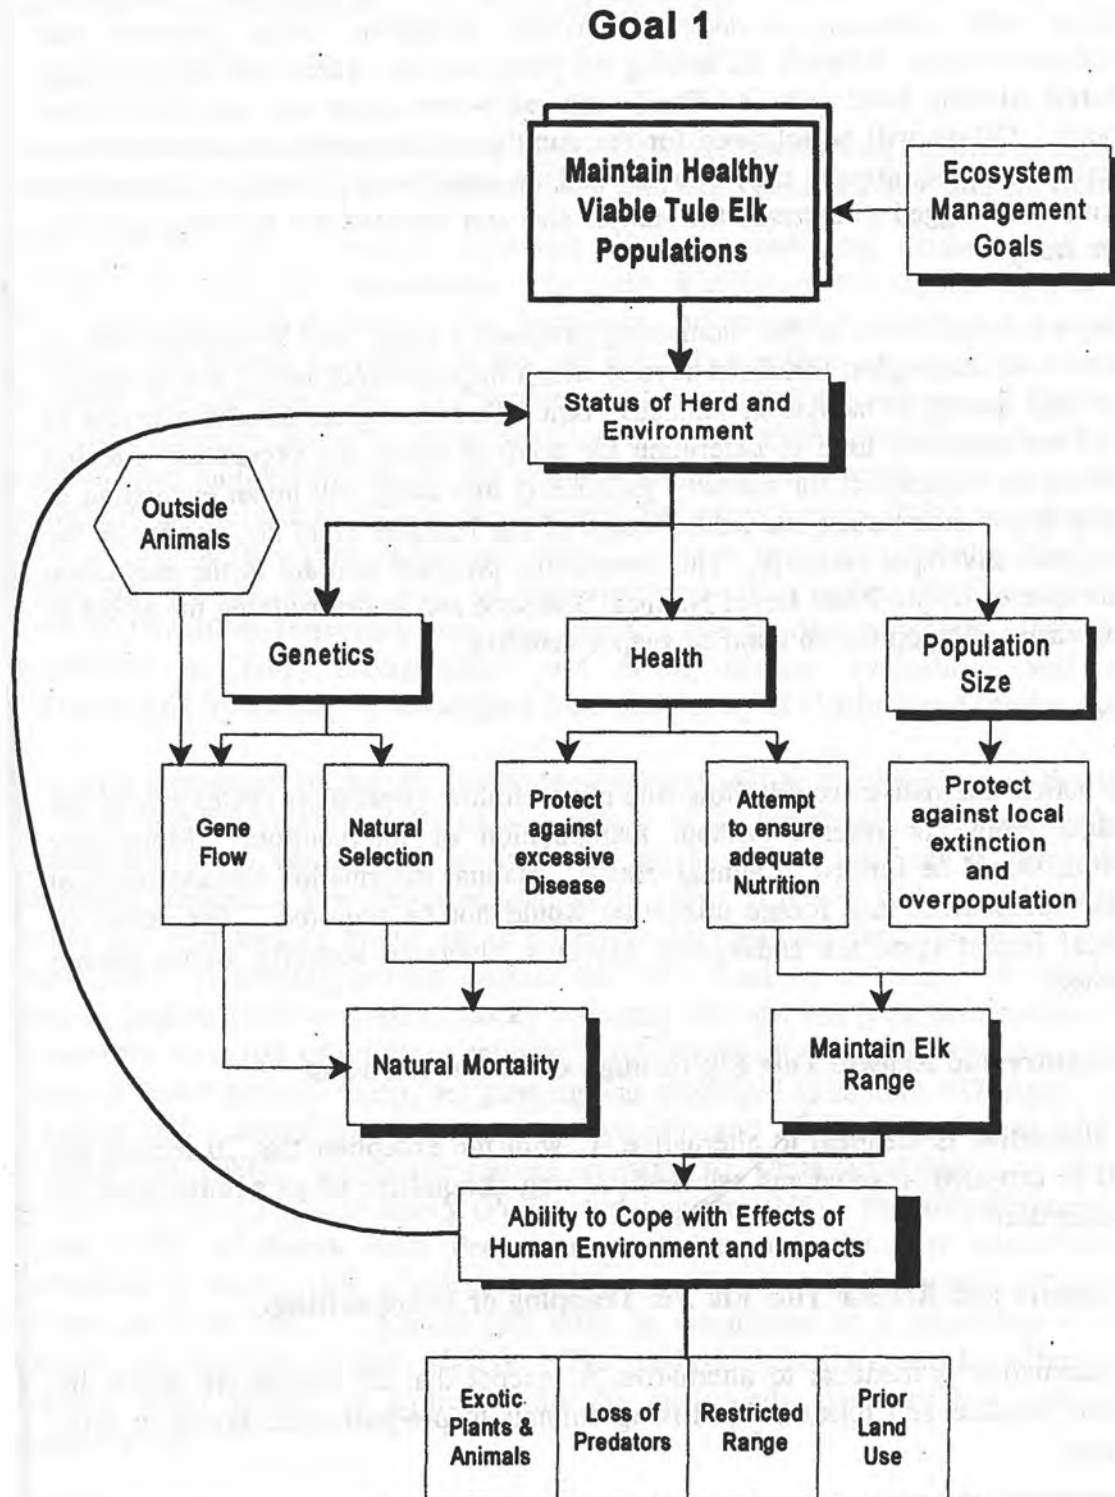 Goal 1
Maintain Healthy
Viable Tule Elk
Populations
Ecosystem
Management
Goals
Status of Herd and
Environment
Outside
Animals
Genetics
Health
Population
Size
Gene
Flow
Natural
Selection
Protect
against
excessive
Disease
Attempt
to ensure
adequate
Nutrition
Protect
against local
extinction
and
overpopulation
Natural Mortality
Maintain Elk
Range
Ability to Cope with Effects of
Human Environment and Impacts
Exotic
Plants &
Animals
Loss of
Predators
Restricted
Range
Prior
Land
Use